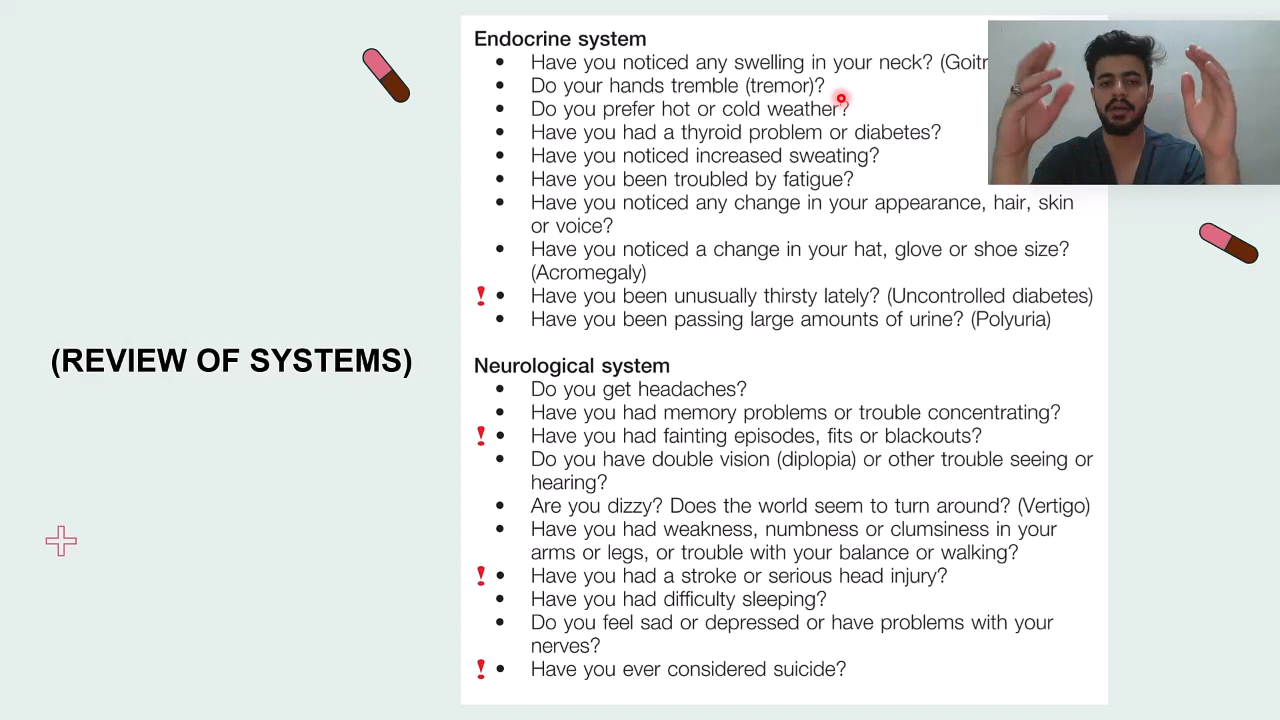 Endocrine system
• Have you noticed any swelling in your neck? (Goitr
• Do your hands tremble (tremor)?
• Do you prefer hot or cold weather?
• Have you had a thyroid problem or diabetes?
• Have you noticed increased sweating?
• Have you been troubled by fatigue?
• Have you noticed any change in your appearance, hair, skin
or voice?
• Have you noticed a change in your hat, glove or shoe size?
(Acromegaly)
! • Have you been unusually thirsty lately? (Uncontrolled diabetes)
• Have you been passing large amounts of urine? (Polyuria)
(REVIEW OF SYSTEMS)
Neurological system
• Do you get headaches?
• Have you had memory problems or trouble concentrating?
! • Have you had fainting episodes, fits or blackouts?
• Do you have double vision (diplopia) or other trouble seeing or
hearing?
• Are you dizzy? Does the world seem to turn around? (Vertigo)
• Have you had weakness, numbness or clumsiness in your
arms or legs, or trouble with your balance or walking?
! • Have you had a stroke or serious head injury?
• Have you had difficulty sleeping?
• Do you feel sad or depressed or have problems with your
nerves?
! • Have you ever considered suicide?